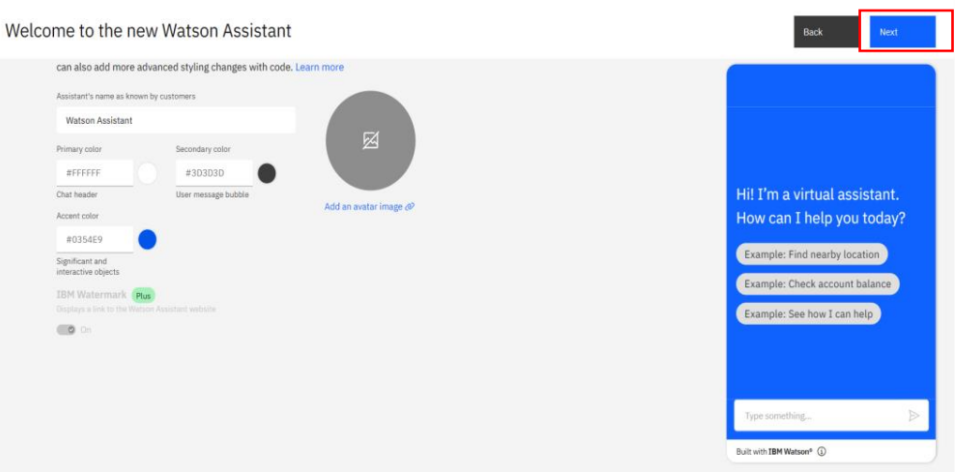 Welcome to the new Watson Assistant
Back
Next
can also add more advanced styling changes with code. Learn more
Assistant's name as known by customers
Watson Assistant
Primary color
Secondary color
#FFFFFF
#3D3D3D
Chat header
User message bubble
Add an avatar image
Accent color
#0354E9
Significant and
interactive objects
IBM Watermark Plus
Displays a link to the Watson Assistant website
On
Hi! I'm a virtual assistant.
How can I help you today?
Example: Find nearby location
Example: Check account balance
Example: See how I can help
Type something...
Built with IBM Watson®